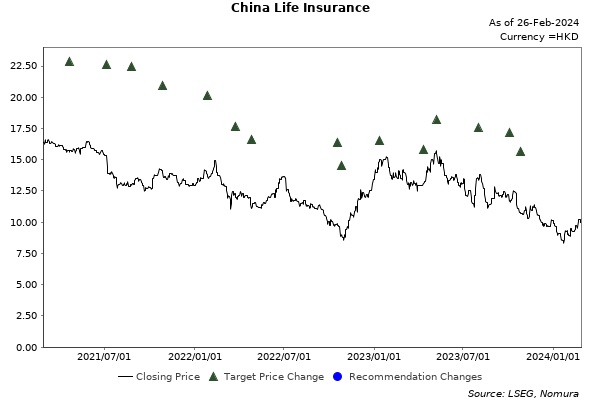 China Life Insurance
As of 26-Feb-2024
Currency =HKD
22.50
20.00
17.50
15.00
12.50
10.00
7.50
5.00
2.50
0.00
2021/07/01 2022/01/01 2022/07/01 2023/01/01 2023/07/01 2024/01/01
Closing Price Target Price Change Recommendation Changes
Source: LSEG, Nomura